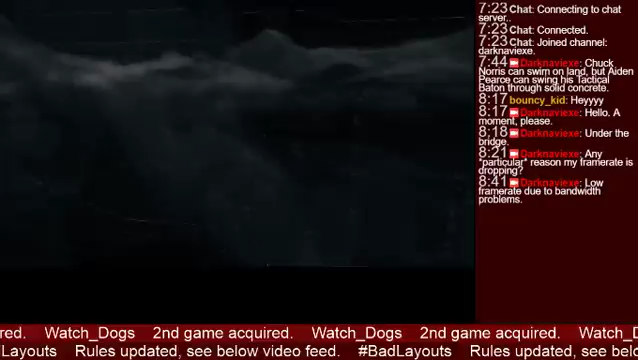 7:23 Chat: Connecting to chat
server..
7:23 Chat: Connected.
7:23 Chat: Joined channel:
darknaviexe.
7:44 Darknaviexe: Chuck
Norris can swim on land, but Aiden
Pearce can swing his Tactical
Baton through solid concrete.
8:17 bouncy_kid: Heyyyy
8:17 Darknaviexe: Hello. A
moment, please.
8:18 Darknaviexe: Under the
bridge.
8:21 Darknaviexe: Any
*particular* reason my framerate is
dropping?
8:41 Darknaviexe: Low
framerate due to bandwidth
problems.
red. Watch_Dogs 2nd game acquired. Watch_Dogs 2nd game acquired. Watch_D
Layouts Rules updated, see below video feed. #BadLayouts Rules updated, see belo